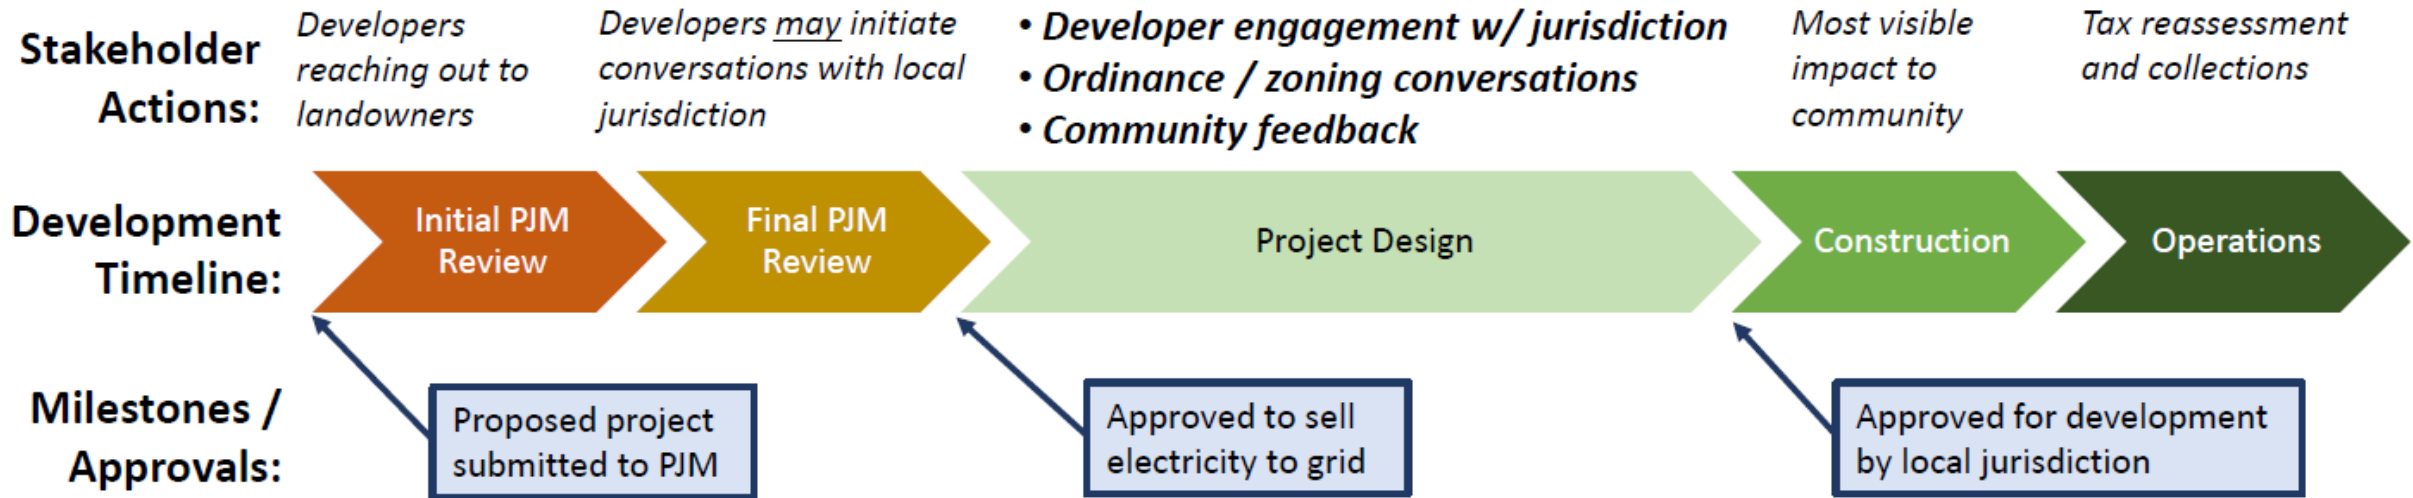 Stakeholder
Actions:
Developers
reaching out to
landowners
Developers may initiate
conversations with local
jurisdiction
• Developer engagement w/ jurisdiction
• Ordinance / zoning conversations
• Community feedback
Most visible
impact to
community
Tax reassessment
and collections
Development
Timeline:
Initial PJM
Review
Final PJM
Review
Project Design
Construction
Operations
Milestones /
Approvals:
Proposed project
submitted to PJM
Approved to sell
electricity to grid
Approved for development
by local jurisdiction